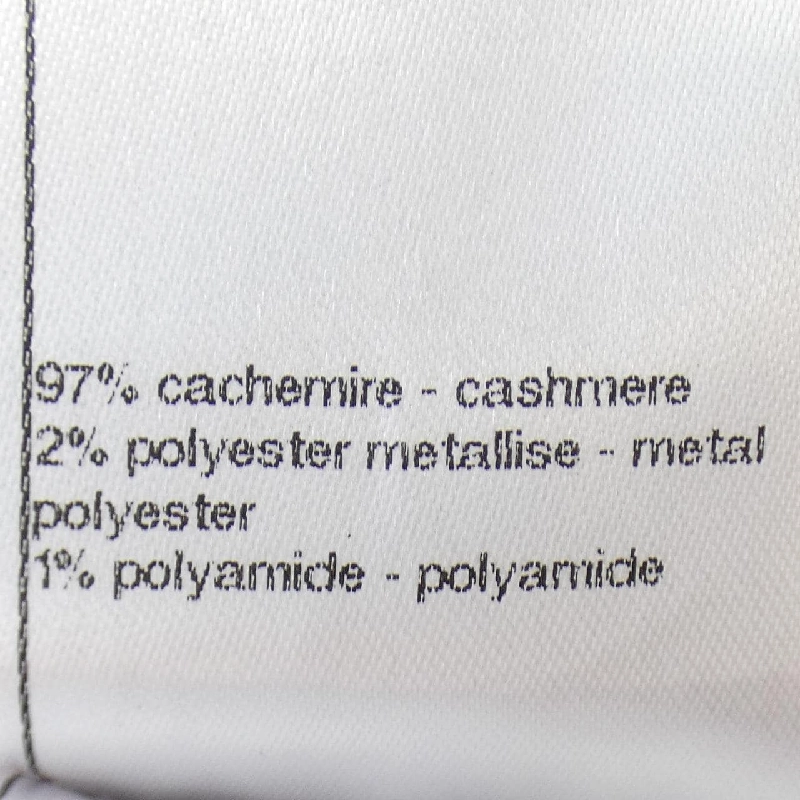 97% cachemire - cashmere
2% polyester metallise - metal
polyester
1% polyamide - polyamide